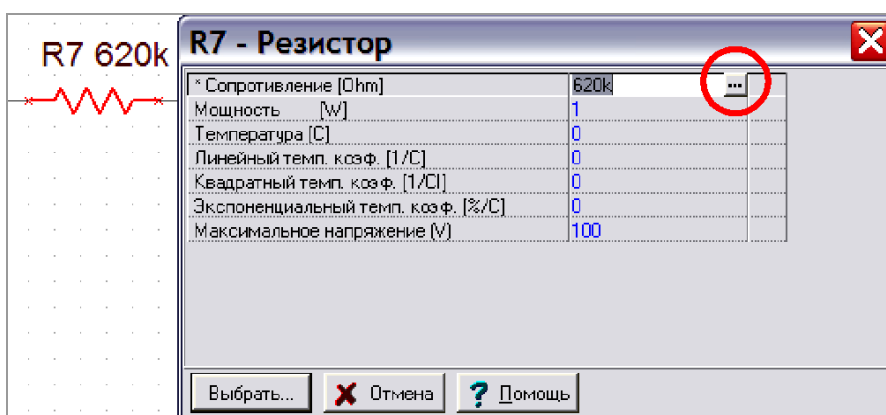 R7 620k
R7 - Резистор
* Сопротивление [Ohm] 620k ...
Мощность [W] 1
Температура [C] 0
Линейный темп. коэф. [1/C] 0
Квадратный темп. коэф. [1/CI] 0
Экспоненциальный темп. коэф. [%/C] 0
Максимальное напряжение (V) 100
Выбрать... Отмена ? Помощь